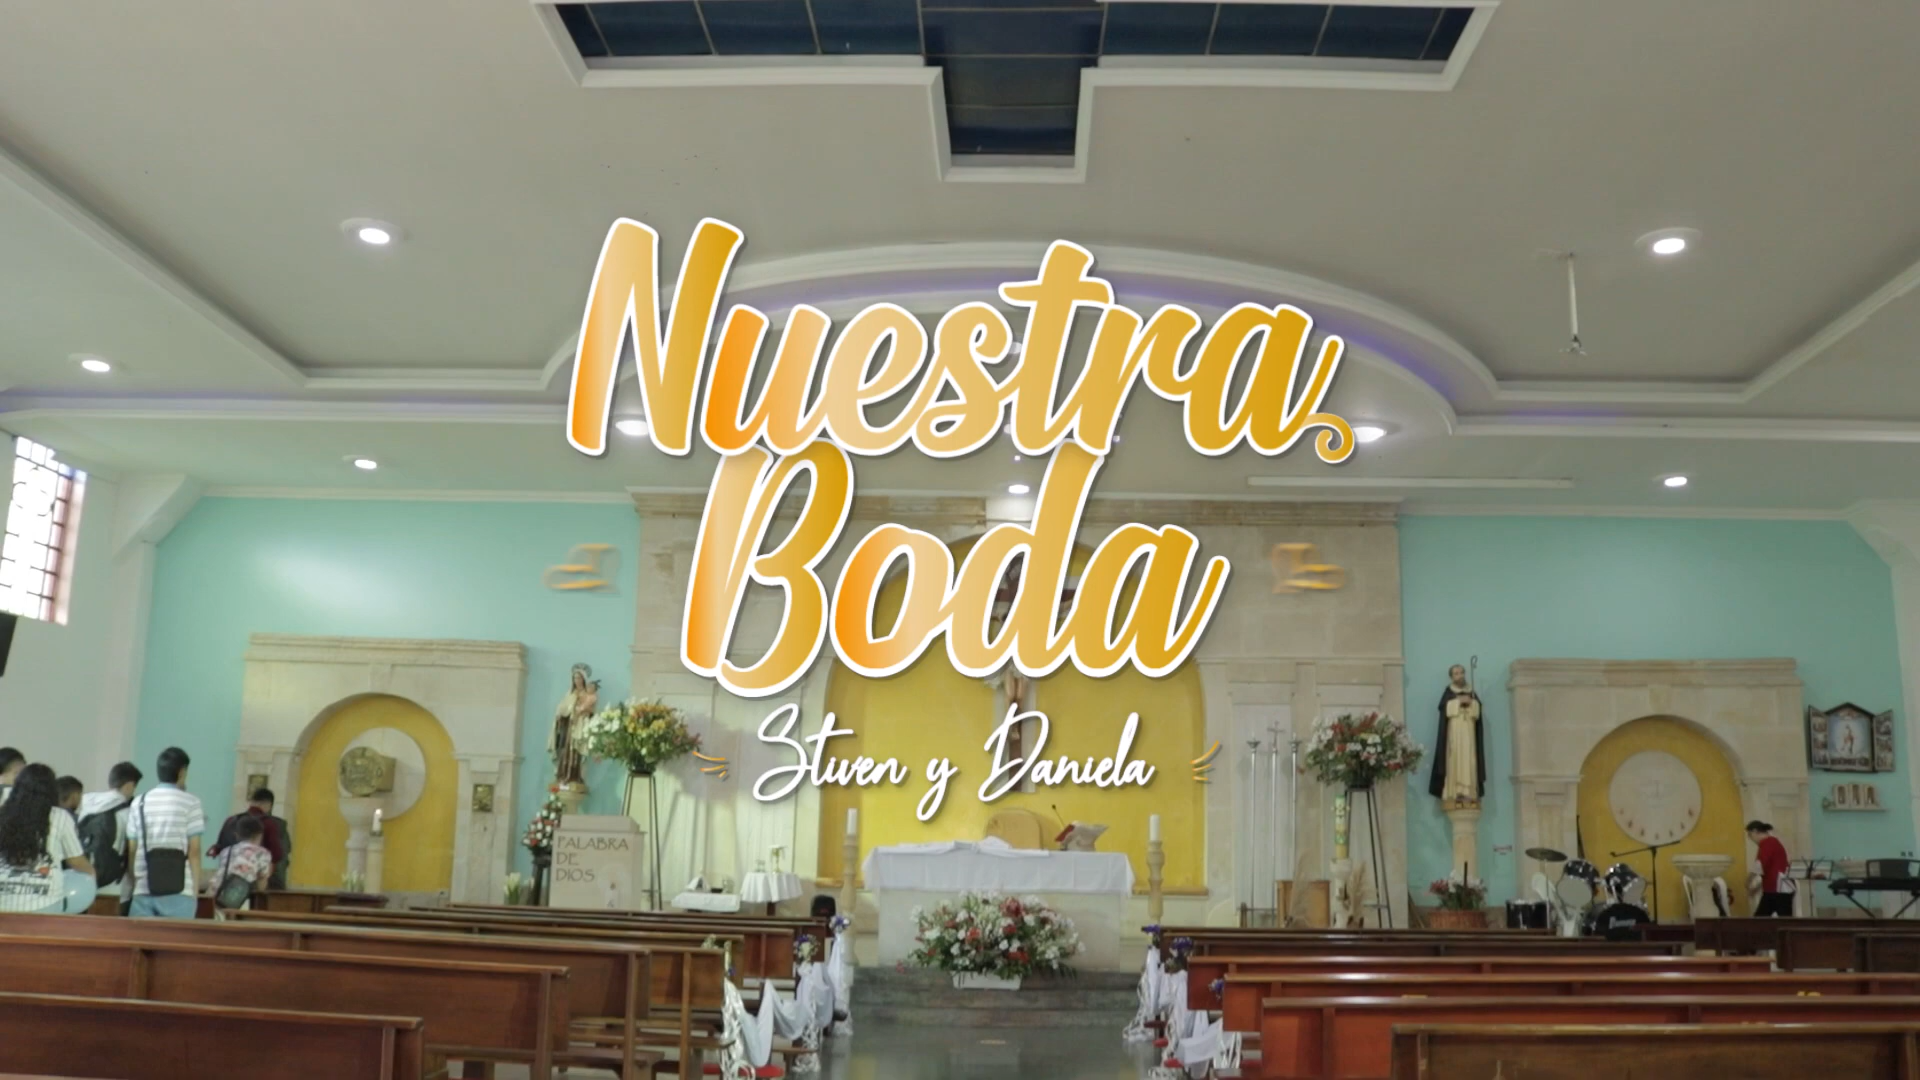 Nuestra
Boda
Stiven y Daniela
PALABRA
DE
DIOS